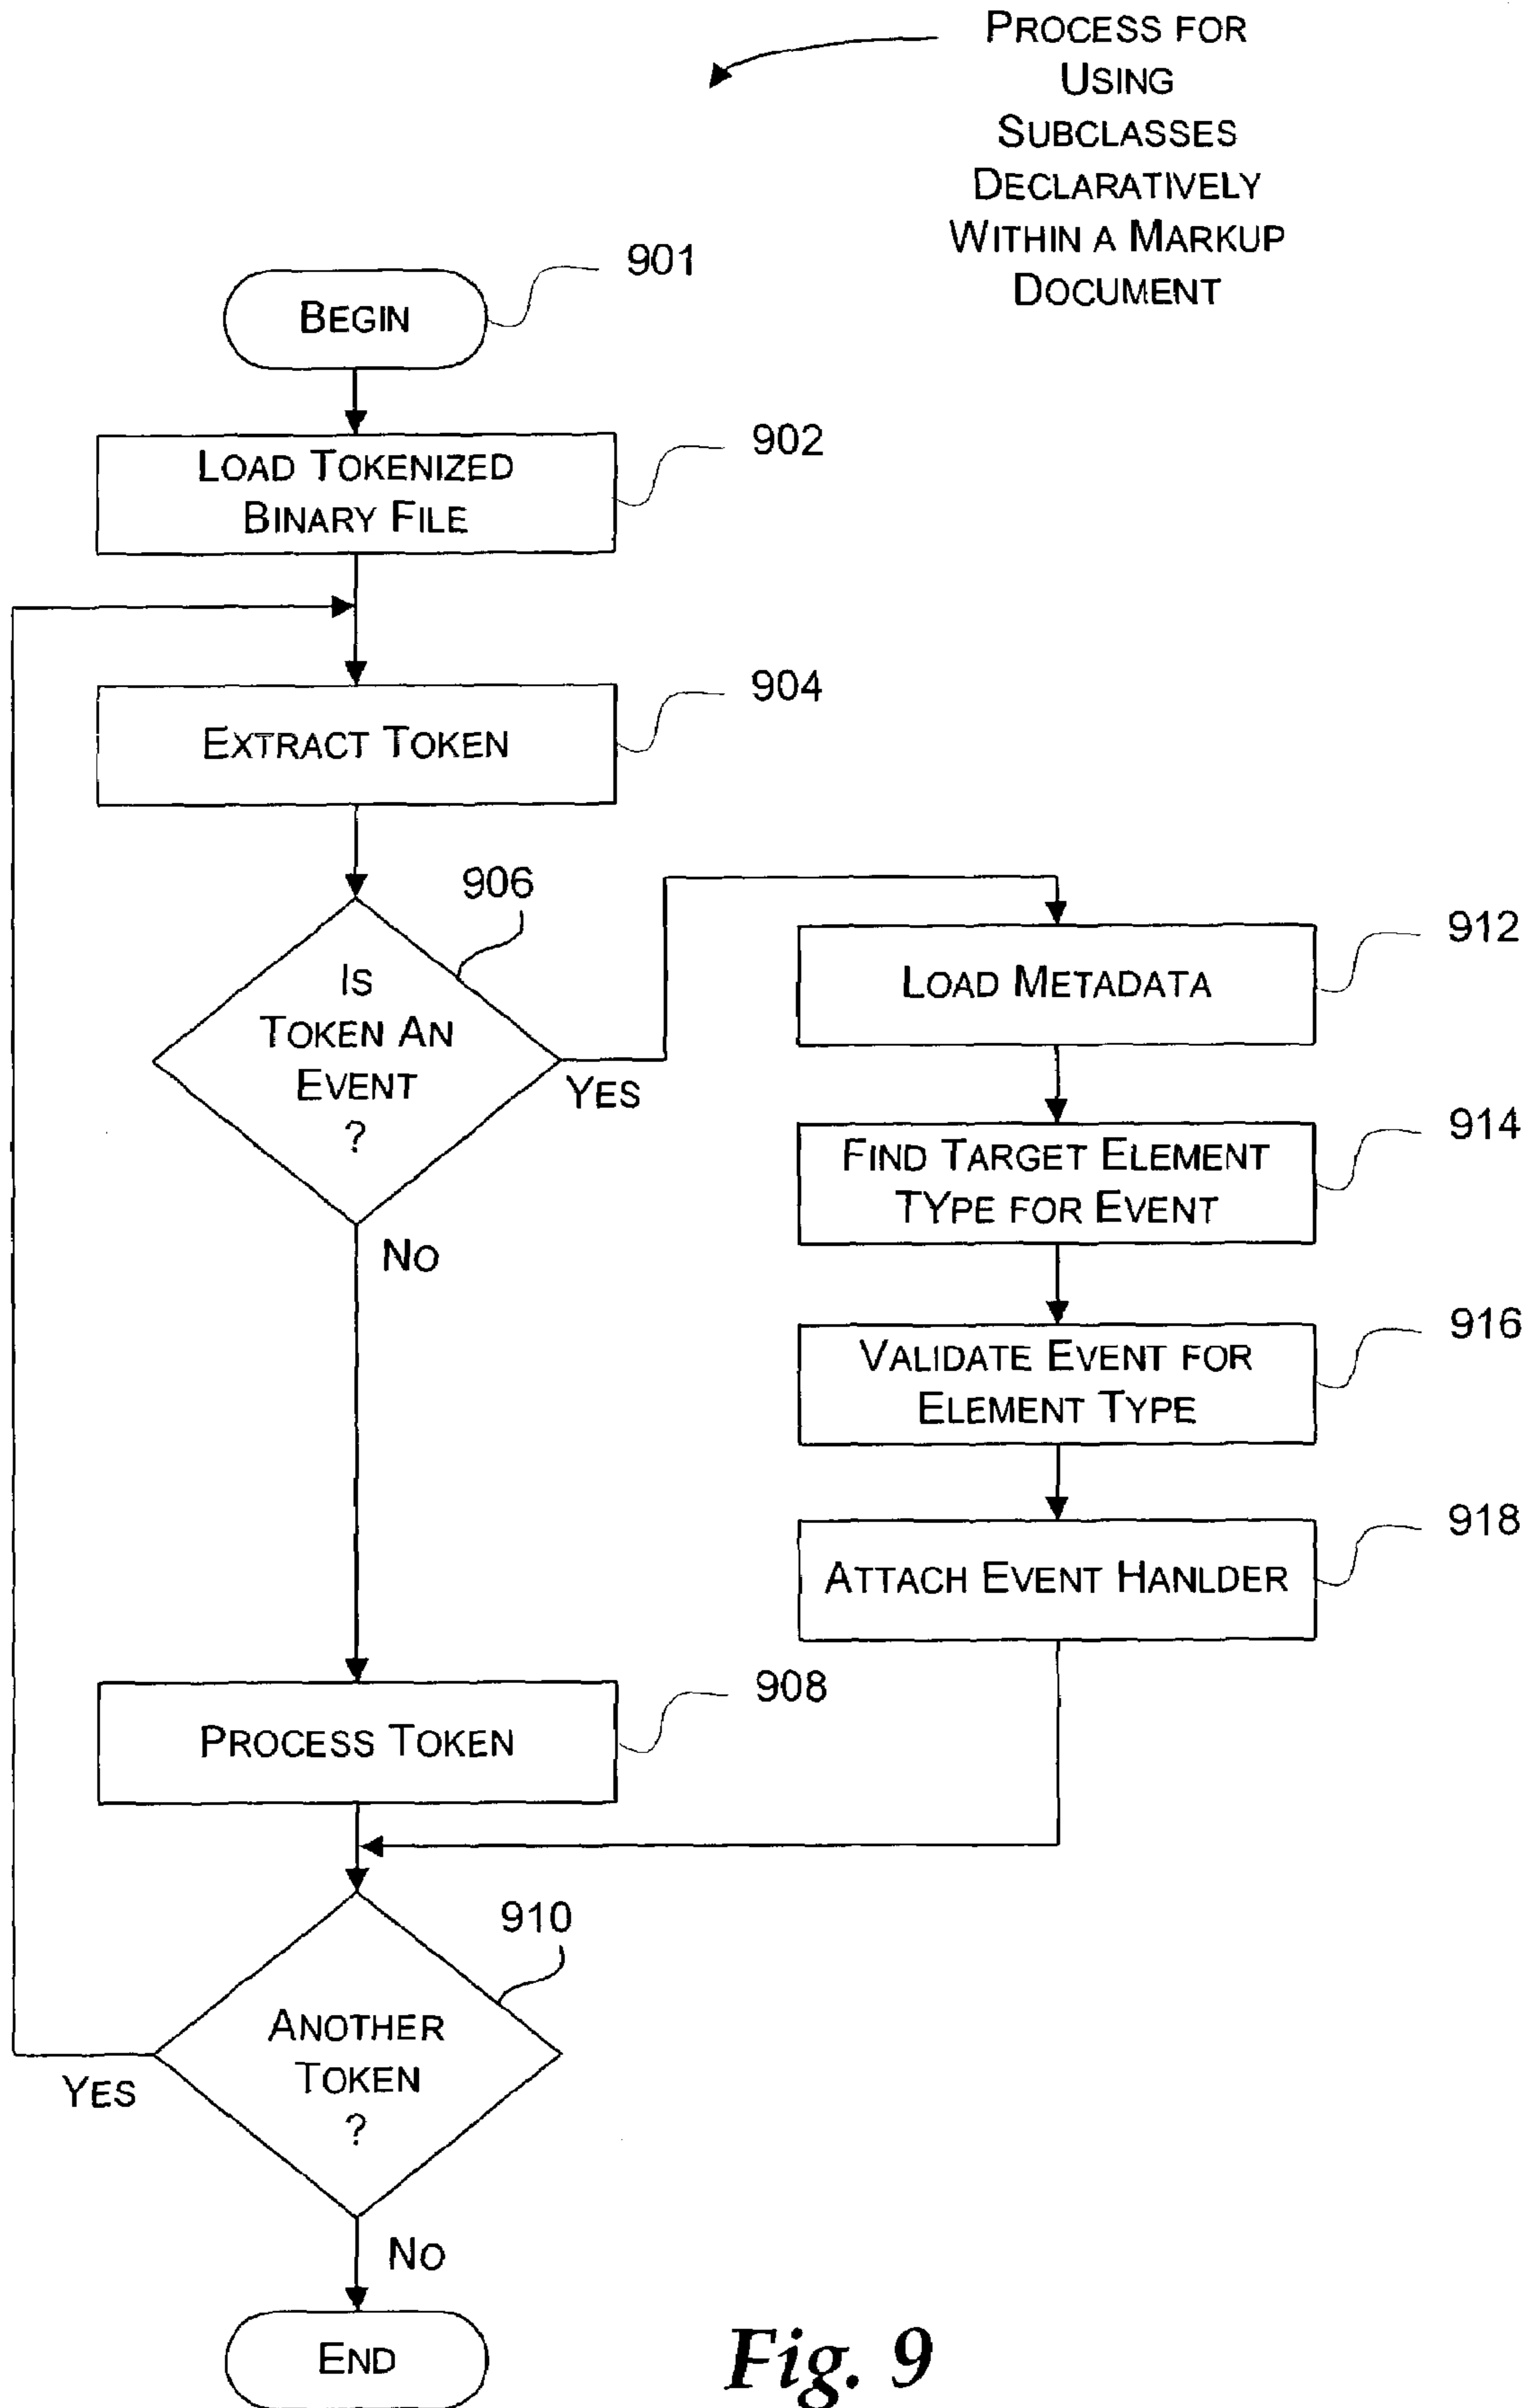 PROCESS FOR
USING
SUBCLASSES
DECLARATIVELY
WITHIN A MARKUP
DOCUMENT
901
BEGIN
902
LOAD TOKENIZED
BINARY FILE
904
EXTRACT TOKEN
906
IS
TOKEN AN
EVENT
?
YES
NO
912
LOAD METADATA
914
FIND TARGET ELEMENT
TYPE FOR EVENT
916
VALIDATE EVENT FOR
ELEMENT TYPE
918
ATTACH EVENT HANLDER
908
PROCESS TOKEN
910
ANOTHER
TOKEN
?
YES
NO
END
Fig. 9